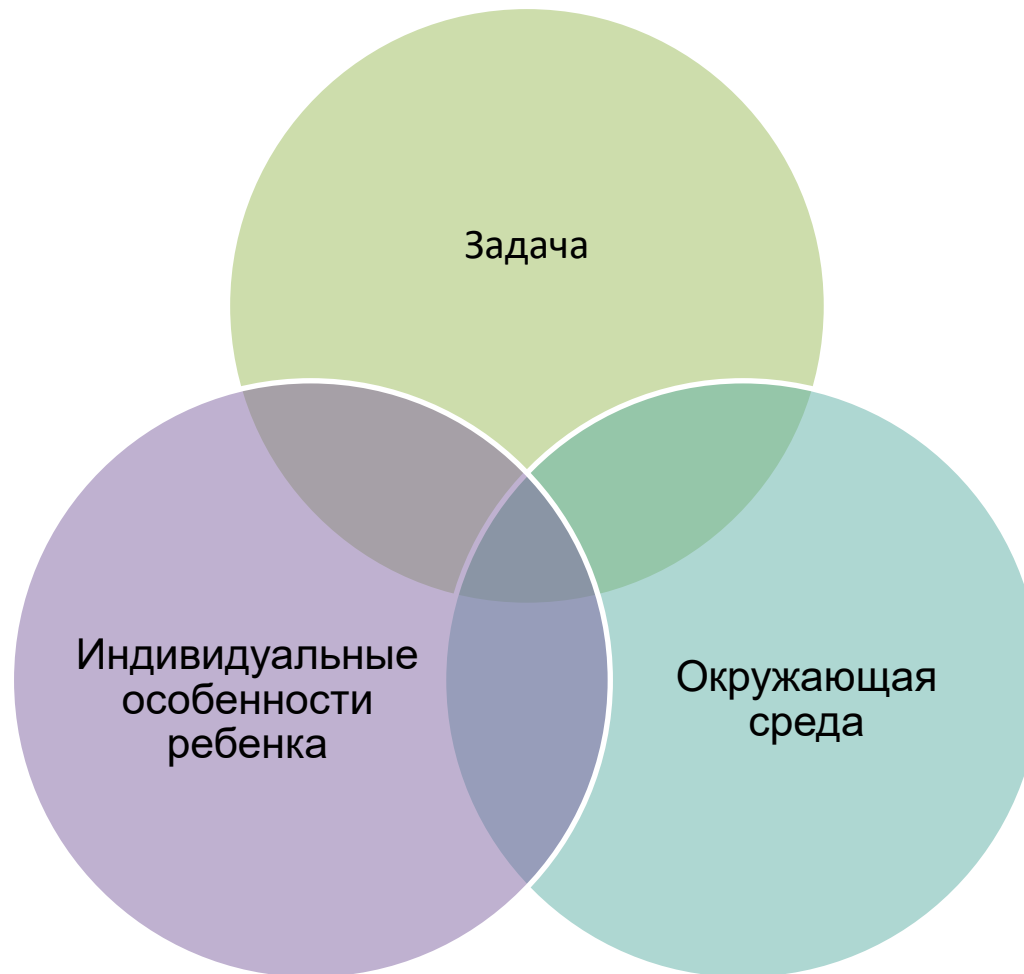 Задача
Индивидуальные
особенности
ребенка
Окружающая
среда